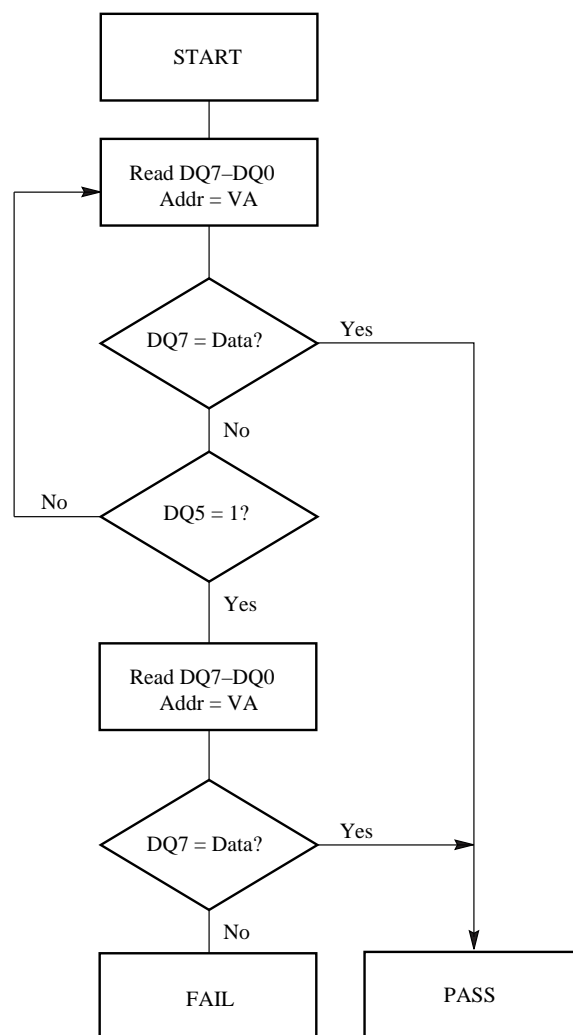 START
Read DQ7–DQ0
Addr = VA
DQ7 = Data?
Yes
No
No
DQ5 = 1?
Yes
Read DQ7–DQ0
Addr = VA
DQ7 = Data?
Yes
No
FAIL
PASS